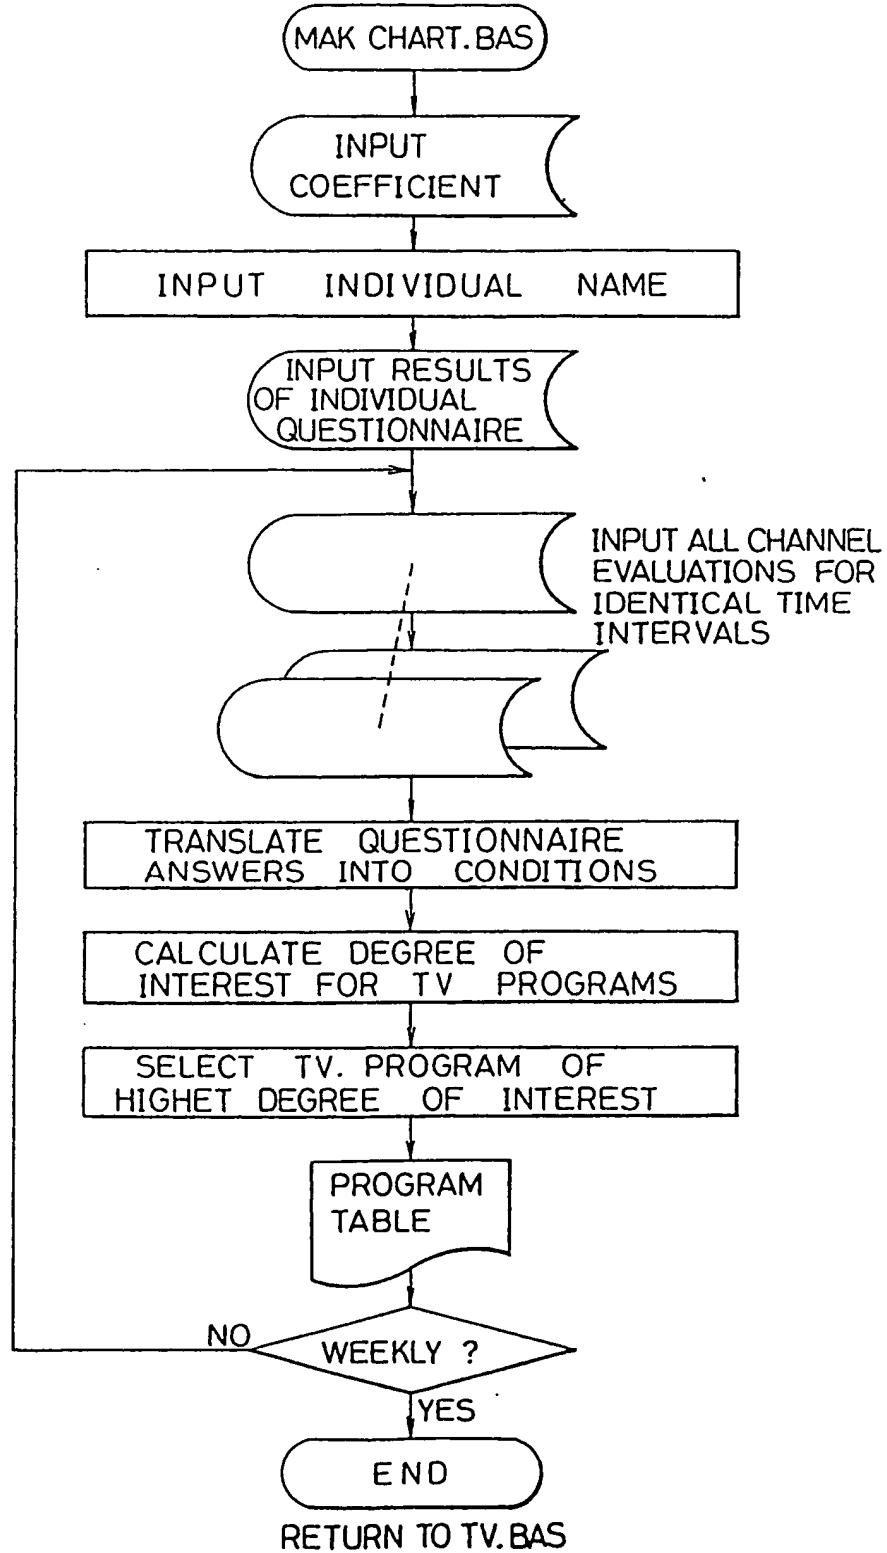 MAK CHART.BAS
INPUT
COEFFICIENT
INPUT INDIVIDUAL NAME
INPUT RESULTS
OF INDIVIDUAL
QUESTIONNAIRE
INPUT ALL CHANNEL
EVALUATIONS FOR
IDENTICAL TIME
INTERVALS
TRANSLATE QUESTIONNAIRE
ANSWERS INTO CONDITIONS
CALCULATE DEGREE OF
INTEREST FOR TV PROGRAMS
SELECT TV. PROGRAM OF
HIGHET DEGREE OF INTEREST
PROGRAM
TABLE
NO
WEEKLY ?
YES
END
RETURN TO TV.BAS